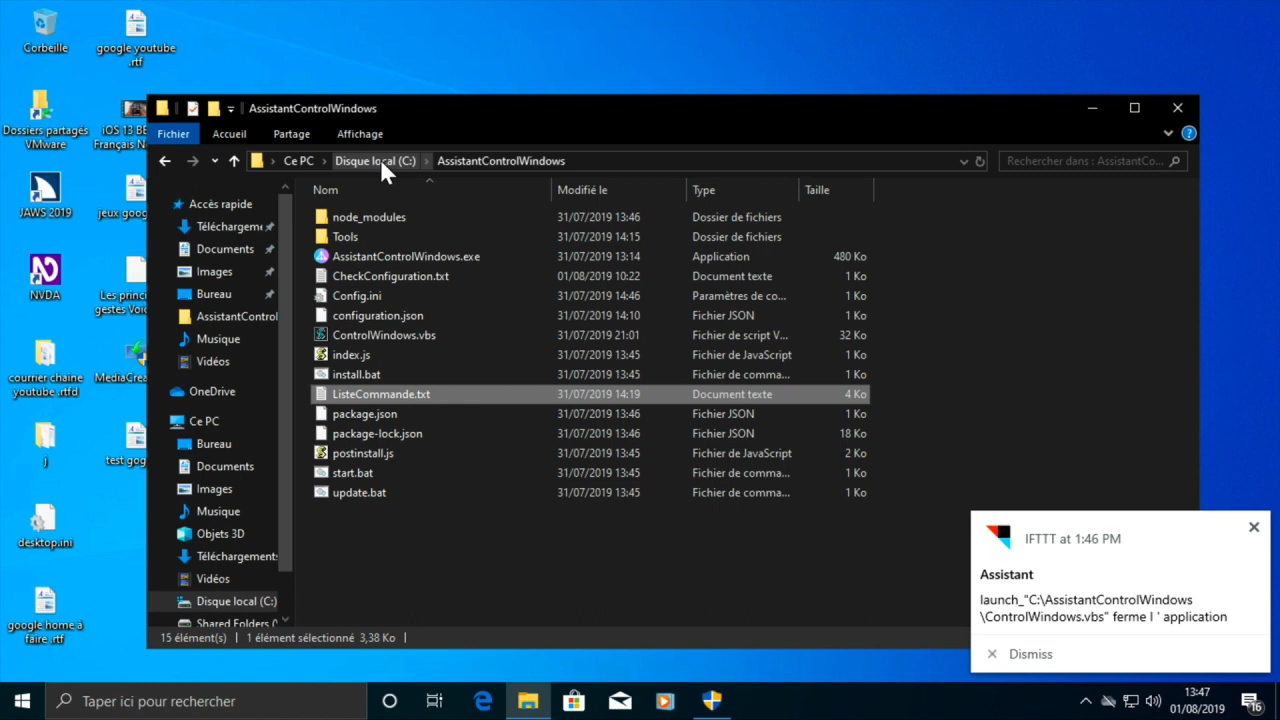 Corbeille
google youtube
.rtf
Dossiers partagés
VMware
iOS 13 BE
Français N
JAWS 2019
jeux goog
NVDA
Les princi
gestes Voi
courrier chaine
youtube .rtfd
MediaCrea
j
test gog
desktop.ini
google home à
faire .rtf
AssistantControlWindows
Fichier
Accueil
Partage
Affichage
Ce PC
Disque local (C:)
AssistantControlWindows
Rechercher dans : AssistantCo...
Accès rapide
Téléchargeme
Documents
Images
Bureau
AssistantControl
Musique
Vidéos
OneDrive
Ce PC
Bureau
Documents
Images
Musique
Objets 3D
Téléchargements
Vidéos
Disque local (C:)
Shared Folders (
Nom Modifié le Type Taille
node_modules 31/07/2019 13:46 Dossier de fichiers
Tools 31/07/2019 14:15 Dossier de fichiers
AssistantControlWindows.exe 31/07/2019 13:14 Application 480 Ko
CheckConfiguration.txt 01/08/2019 10:22 Document texte 1 Ko
Config.ini 31/07/2019 14:46 Paramètres de co... 1 Ko
configuration.json 31/07/2019 14:10 Fichier JSON 1 Ko
ControlWindows.vbs 31/07/2019 21:01 Fichier de script V... 32 Ko
index.js 31/07/2019 13:45 Fichier de JavaScript 1 Ko
install.bat 31/07/2019 13:45 Fichier de comma... 1 Ko
ListeCommande.txt 31/07/2019 14:19 Document texte 4 Ko
package.json 31/07/2019 13:46 Fichier JSON 1 Ko
package-lock.json 31/07/2019 13:46 Fichier JSON 18 Ko
postinstall.js 31/07/2019 13:45 Fichier de JavaScript 2 Ko
start.bat 31/07/2019 13:45 Fichier de comma... 1 Ko
update.bat 31/07/2019 13:45 Fichier de comma... 1 Ko
15 élément(s) 1 élément sélectionné 3,38 Ko
IFTTT at 1:46 PM
Assistant
launch_"C:\AssistantControlWindows
\ControlWindows.vbs" ferme l ' application
Dismiss
Taper ici pour rechercher
13:47
01/08/2019
16